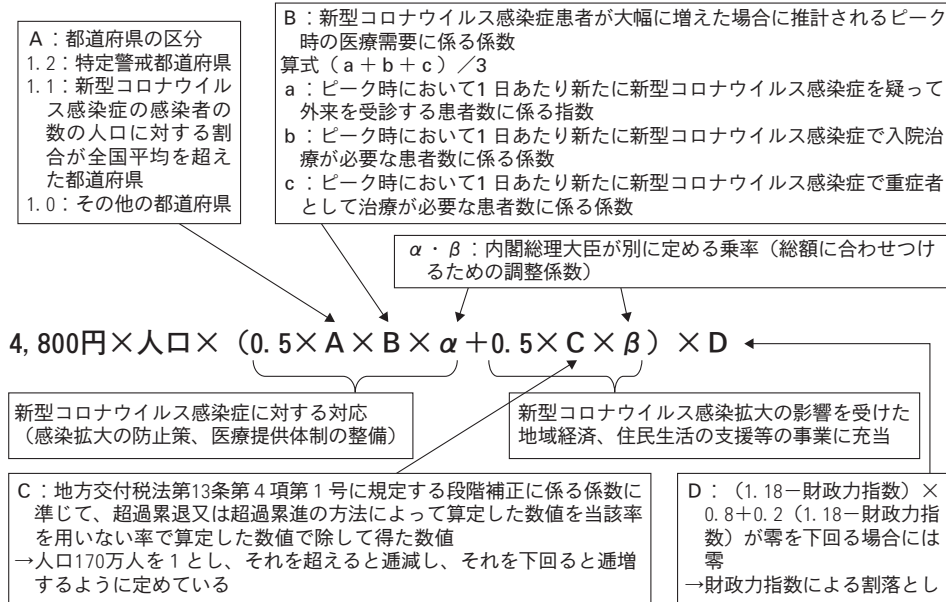 A：都道府県の区分
1.2：特定警戒都道府県
1.1：新型コロナウイル
ス感染症の感染者の
数の人口に対する割
合が全国平均を超え
た都道府県
1.0：その他の都道府県
B：新型コロナウイルス感染症患者が大幅に増えた場合に推計されるピーク
時の医療需要に係る係数
算式（a＋b＋c）／3
a：ピーク時において1日あたり新たに新型コロナウイルス感染症を疑って
外来を受診する患者数に係る指数
b：ピーク時において1日あたり新たに新型コロナウイルス感染症で入院治
療が必要な患者数に係る係数
c：ピーク時において1日あたり新たに新型コロナウイルス感染症で重症者
として治療が必要な患者数に係る係数
α・β：内閣総理大臣が別に定める乗率（総額に合わせつけ
るための調整係数）
4,800円×人口×（0.5×A×B×α＋0.5×C×β）×D
新型コロナウイルス感染症に対する対応
（感染拡大の防止策、医療提供体制の整備）
新型コロナウイルス感染拡大の影響を受けた
地域経済、住民生活の支援等の事業に充当
C：地方交付税法第13条第4項第1号に規定する段階補正に係る係数に
準じて、超過累退又は超過累進の方法によって算定した数値を当該率
を用いない率で算定した数値で除して得た数値
→人口170万人を1とし、それを超えると逓減し、それを下回ると逓増
するように定めている
D：（1.18－財政力指数）×
0.8＋0.2（1.18－財政力指
数）が零を下回る場合には
零
→財政力指数による割落とし